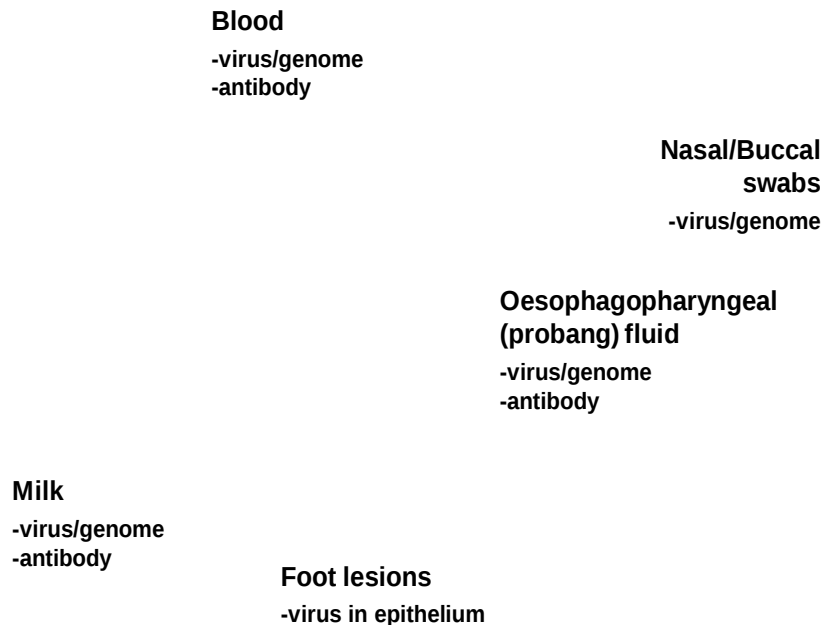 Blood
-virus/genome
-antibody
Nasal/Buccal
swabs
-virus/genome
Oesophagopharyngeal
(probang) fluid
-virus/genome
-antibody
Milk
-virus/genome
-antibody
Foot lesions
-virus in epithelium